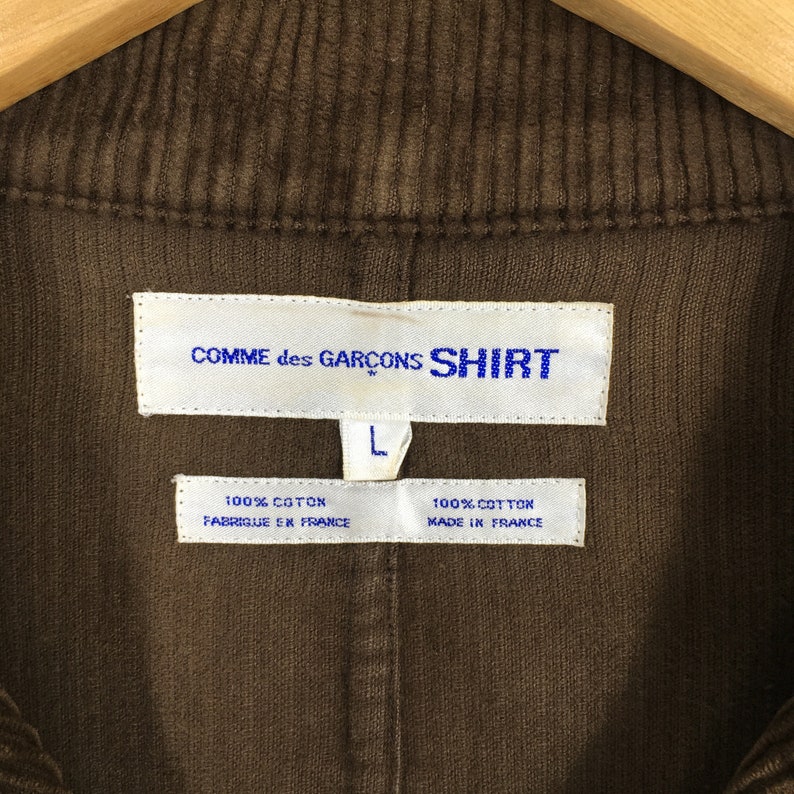 COMME des GARÇONS SHIRT
L
100% COTON
FABRIQUE EN FRANCE
100% COTTON
MADE IN FRANCE